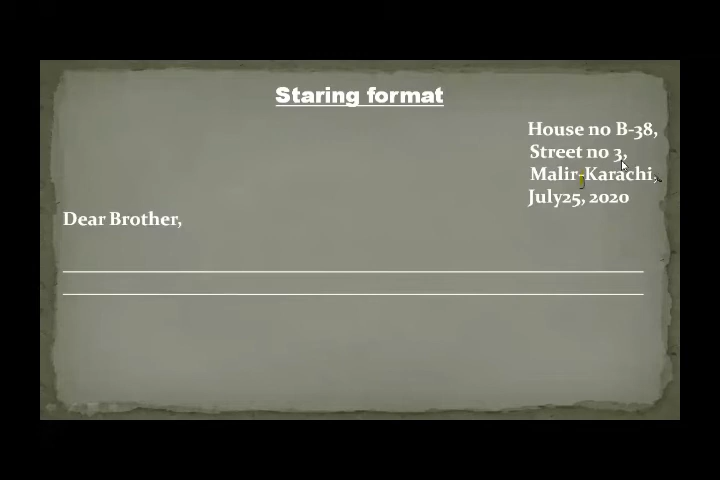 Staring format
House no B-38,
Street no 3,
Malir-Karachi,
July25, 2020
Dear Brother,